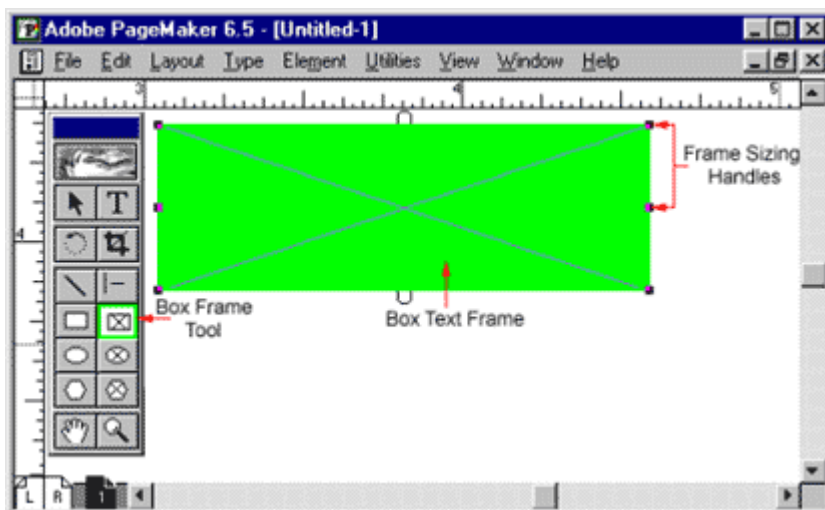 Adobe PageMaker 6.5 - [Untitled-1]
File Edit Layout Type Element Utilities View Window Help
3 4 5
T
4
Frame Sizing
Handles
Box Frame
Tool
Box Text Frame
L R 1